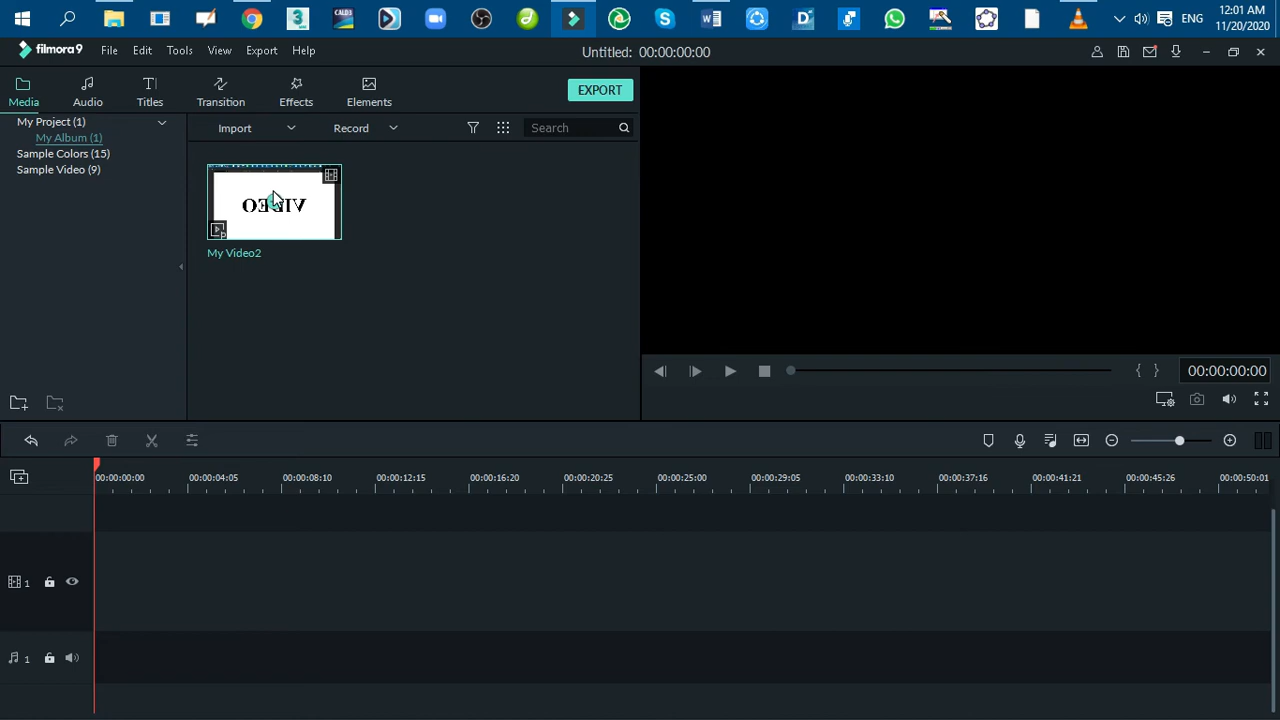 12:01 AM
ENG
11/20/2020
filmora9 File Edit Tools View Export Help
Untitled: 00:00:00:00
Media Audio Titles Transition Effects Elements
EXPORT
My Project (1)
My Album (1)
Sample Colors (15)
Sample Video (9)
Import Record Search
VIDEO
My Video2
{ } 00:00:00:00
00:00:00:00 00:00:04:05 00:00:08:10 00:00:12:15 00:00:16:20 00:00:20:25 00:00:25:00 00:00:29:05 00:00:33:10 00:00:37:16 00:00:41:21 00:00:45:26 00:00:50:01
1
1